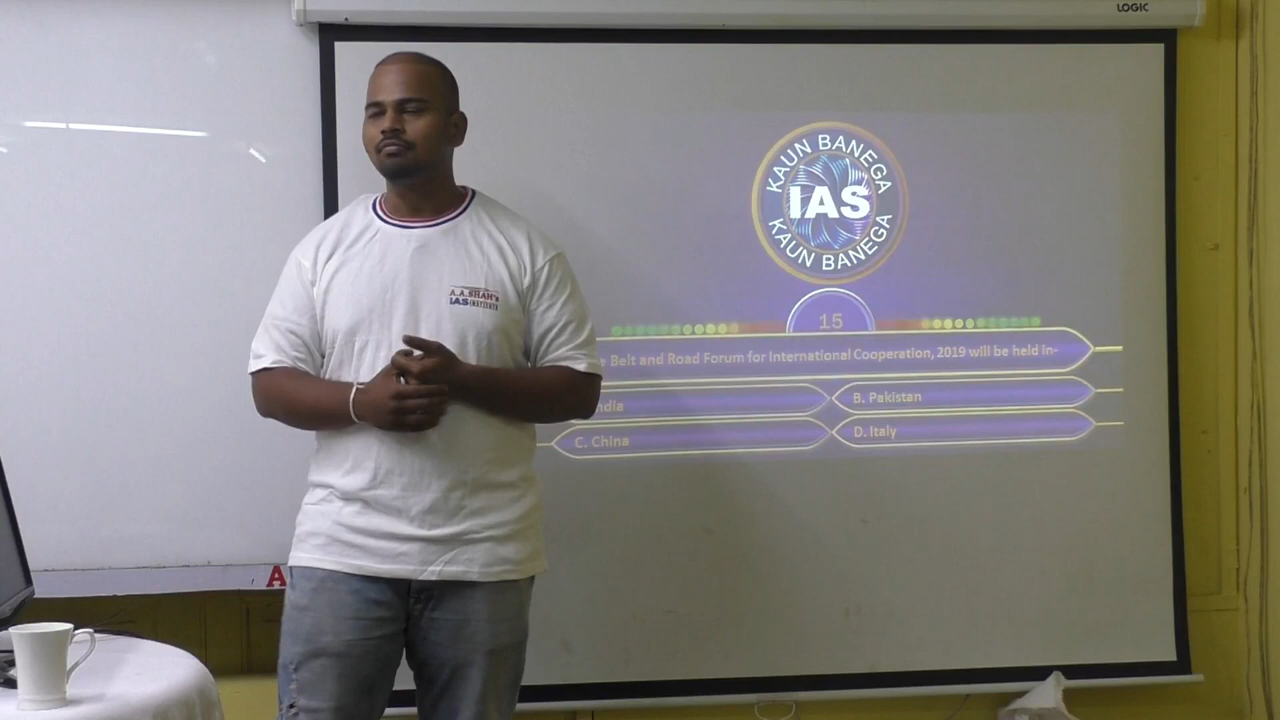 LOGIC
KAUN BANEGA
IAS
KAUN BANEGA
15
Belt and Road Forum for International Cooperation, 2019 will be held in-
B. Pakistan
C. China
D. Italy
A.A.SHAH's
IAS INSTITUTE
A